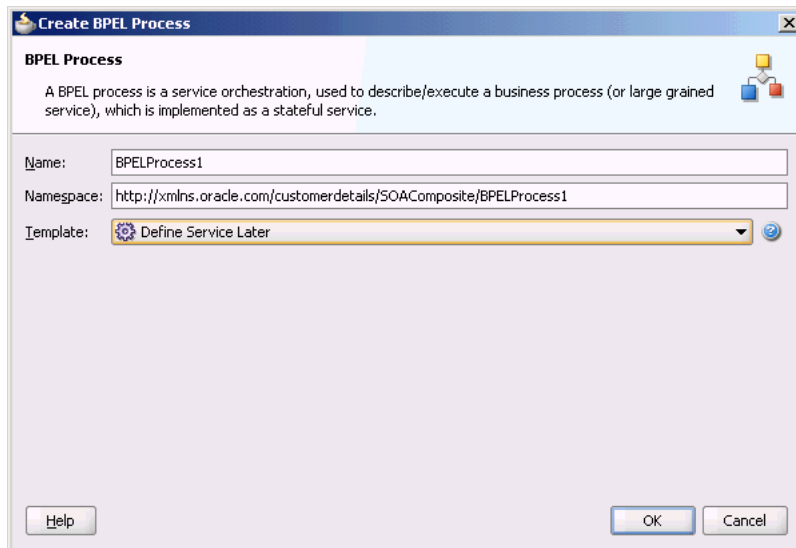 Create BPEL Process
BPEL Process
A BPEL process is a service orchestration, used to describe/execute a business process (or large grained
service), which is implemented as a stateful service.
Name: BPELProcess1
Namespace: http://xmlns.oracle.com/customerdetails/SOAComposite/BPELProcess1
Template: Define Service Later
Help OK Cancel